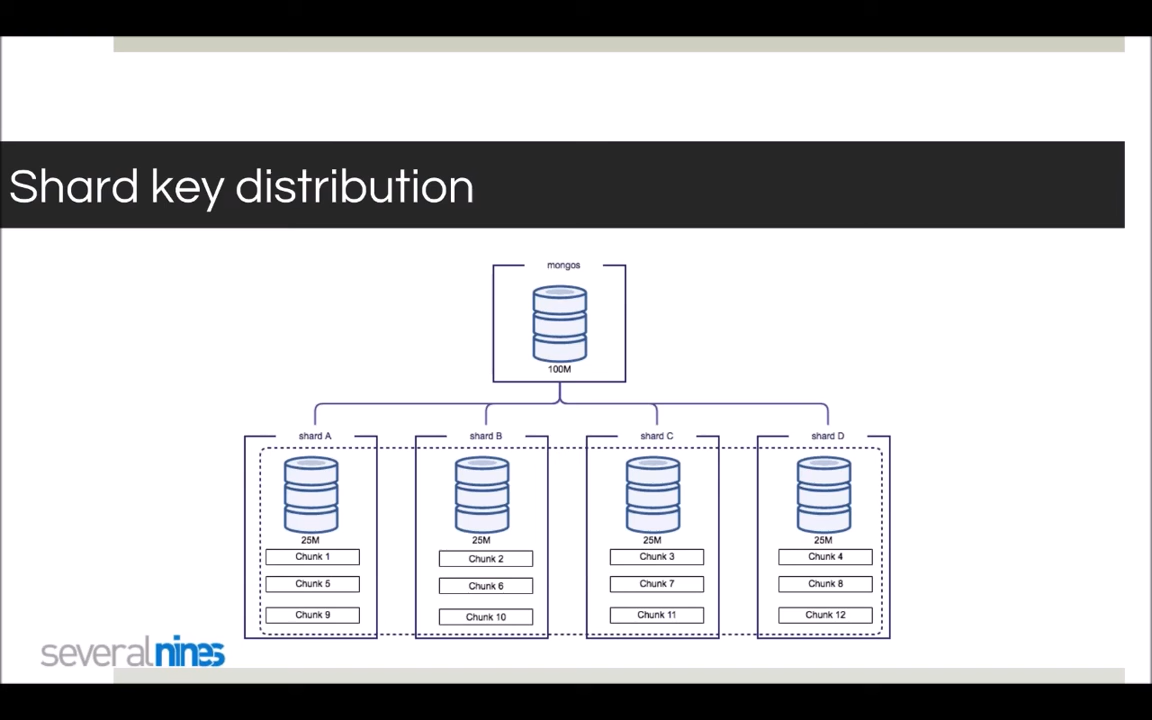 Shard key distribution
mongos
100M
shard A
shard B
shard C
shard D
25M
25M
25M
25M
Chunk 1
Chunk 2
Chunk 3
Chunk 4
Chunk 5
Chunk 6
Chunk 7
Chunk 8
Chunk 9
Chunk 10
Chunk 11
Chunk 12
severalnines